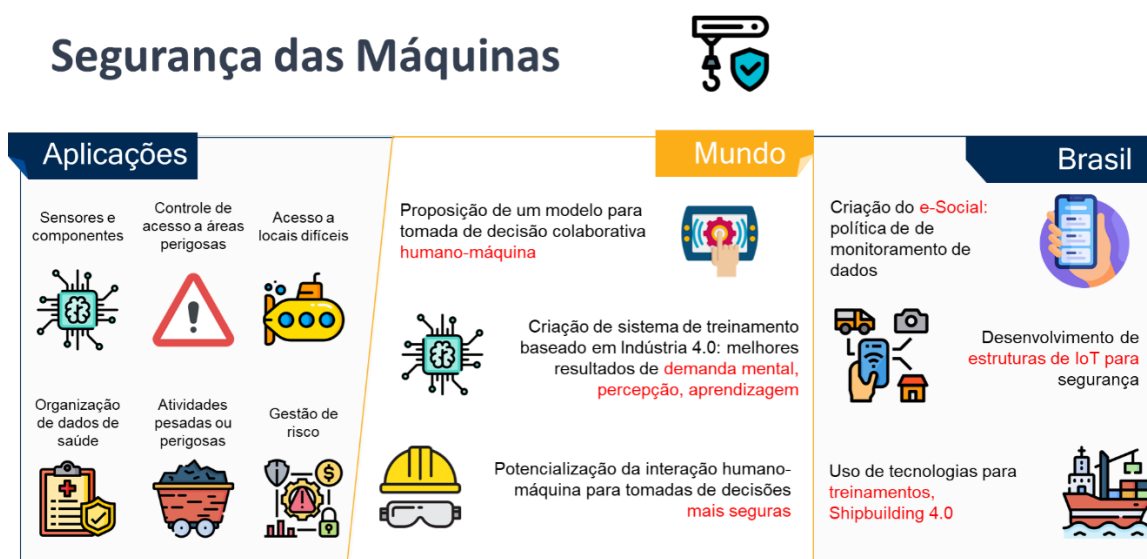 Segurança das Máquinas
Aplicações
Sensores e
componentes
Controle de
acesso a áreas
perigosas
Acesso a
locais difíceis
Organização
de dados de
saúde
Atividades
pesadas ou
perigosas
Gestão de
risco
Mundo
Proposição de um modelo para
tomada de decisão colaborativa
humano-máquina
Criação de sistema de treinamento
baseado em Indústria 4.0: melhores
resultados de demanda mental,
percepção, aprendizagem
Potencialização da interação humano-
máquina para tomadas de decisões
mais seguras
Brasil
Criação do e-Social:
política de de
monitoramento de
dados
Desenvolvimento de
estruturas de IoT para
segurança
Uso de tecnologias para
treinamentos,
Shipbuilding 4.0